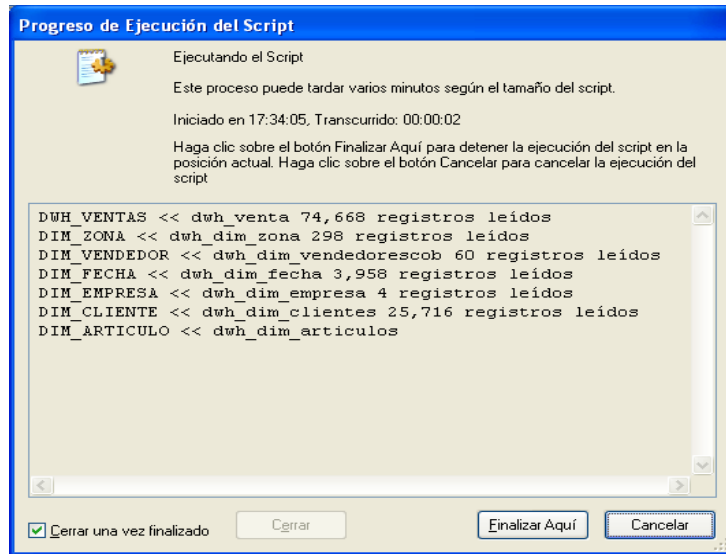 Progreso de Ejecución del Script
Ejecutando el Script
Este proceso puede tardar varios minutos según el tamaño del script.
Iniciado en 17:34:05, Transcurrido: 00:00:02
Haga clic sobre el botón Finalizar Aquí para detener la ejecución del script en la
posición actual. Haga clic sobre el botón Cancelar para cancelar la ejecución del
script
DWH_VENTAS << dwh_venta 74,668 registros leídos
DIM_ZONA << dwh_dim_zona 298 registros leídos
DIM_VENDEDOR << dwh_dim_vendedorescob 60 registros leídos
DIM_FECHA << dwh_dim_fecha 3,958 registros leídos
DIM_EMPRESA << dwh_dim_empresa 4 registros leídos
DIM_CLIENTE << dwh_dim_clientes 25,716 registros leídos
DIM_ARTICULO << dwh_dim_articulos
Cerrar una vez finalizado
Cerrar
Finalizar Aquí
Cancelar